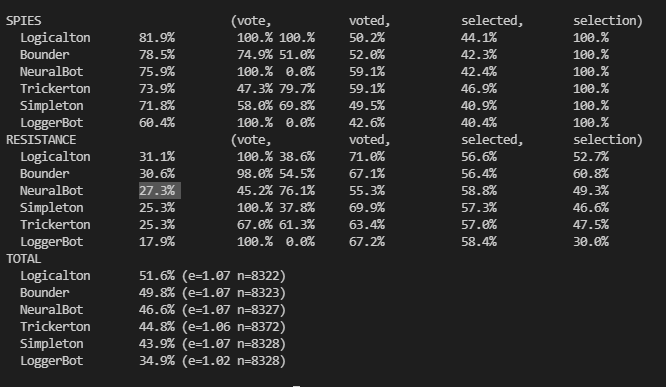 SPIES (vote, voted, selected, selection)
Logicalton 81.9% 100.% 100.% 50.2% 44.1% 100.%
Bounder 78.5% 74.9% 51.0% 52.0% 42.3% 100.%
NeuralBot 75.9% 100.% 0.0% 59.1% 42.4% 100.%
Trickerton 73.9% 47.3% 79.7% 59.1% 46.9% 100.%
Simpleton 71.8% 58.0% 69.8% 49.5% 40.9% 100.%
LoggerBot 60.4% 100.% 0.0% 42.6% 40.4% 100.%
RESISTANCE (vote, voted, selected, selection)
Logicalton 31.1% 100.% 38.6% 71.0% 56.6% 52.7%
Bounder 30.6% 98.0% 54.5% 67.1% 56.4% 60.8%
NeuralBot 27.3% 45.2% 76.1% 55.3% 58.8% 49.3%
Simpleton 25.3% 100.% 37.8% 69.9% 57.3% 46.6%
Trickerton 25.3% 67.0% 61.3% 63.4% 57.0% 47.5%
LoggerBot 17.9% 100.% 0.0% 67.2% 58.4% 30.0%
TOTAL
Logicalton 51.6% (e=1.07 n=8322)
Bounder 49.8% (e=1.07 n=8323)
NeuralBot 46.6% (e=1.07 n=8327)
Trickerton 44.8% (e=1.06 n=8372)
Simpleton 43.9% (e=1.07 n=8328)
LoggerBot 34.9% (e=1.02 n=8328)